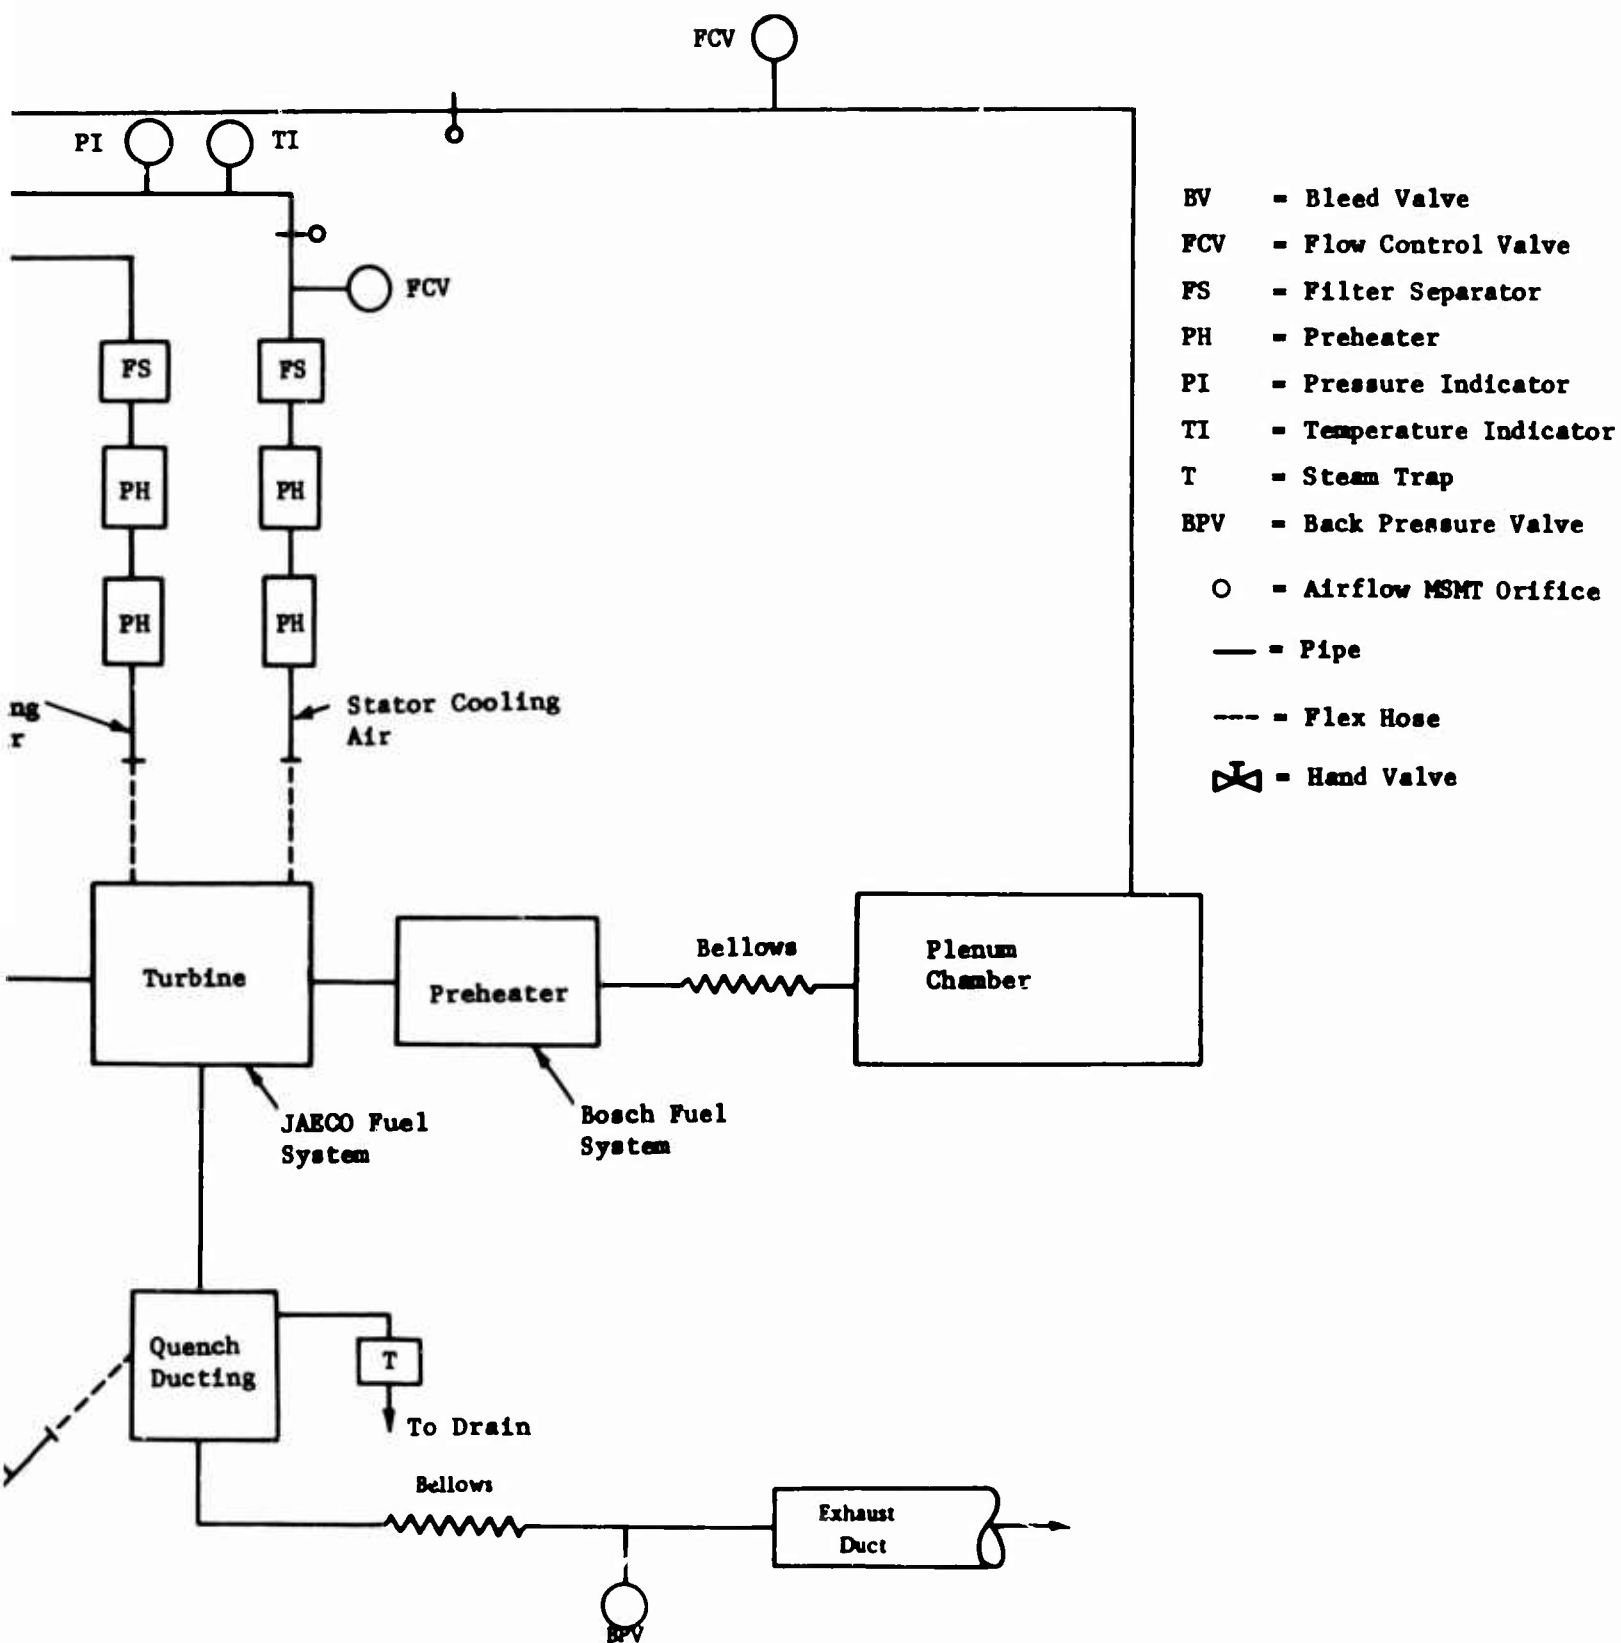 FCV
PI
TI
FCV
BV = Bleed Valve
FCV = Flow Control Valve
FS = Filter Separator
PH = Preheater
PI = Pressure Indicator
TI = Temperature Indicator
T = Steam Trap
BPV = Back Pressure Valve
= Airflow MSMT Orifice
= Pipe
= Flex Hose
= Hand Valve
FS
FS
PH
PH
PH
PH
ng
r
Stator Cooling
Air
Turbine
Preheater
Bellows
Plenum
Chamber
JAECO Fuel
System
Bosch Fuel
System
Quench
Ducting
T
To Drain
Bellows
Exhaust
Duct
BPV